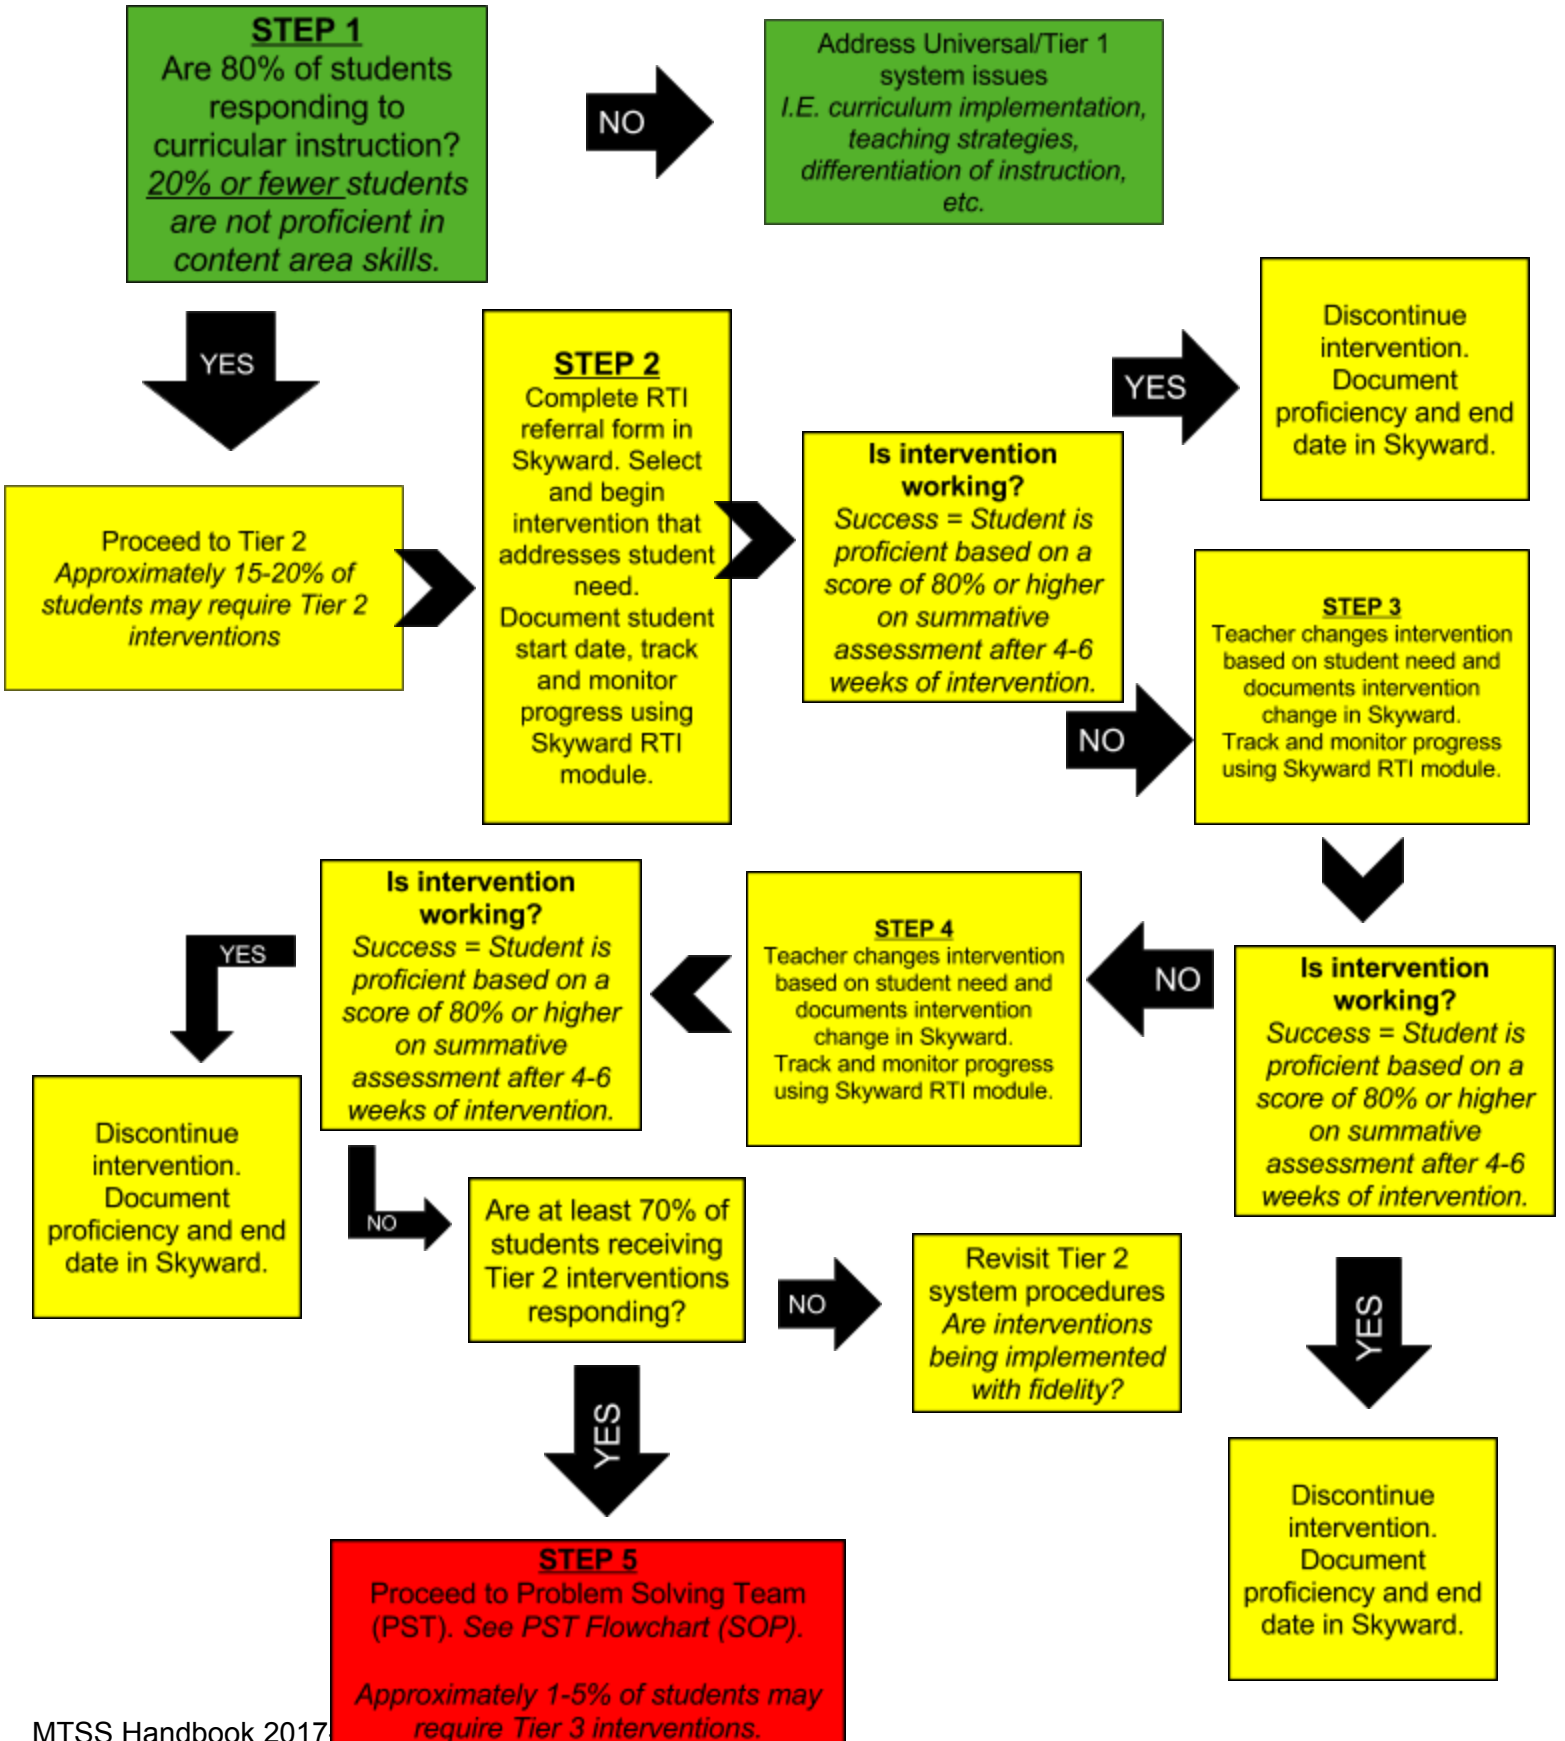 STEP 1
Are 80% of students
responding to
curricular instruction?
20% or fewer students
are not proficient in
content area skills.
NO
Address Universal/Tier 1
system issues
I.E. curriculum implementation,
teaching strategies,
differentiation of instruction,
etc.
YES
Proceed to Tier 2
Approximately 15-20% of
students may require Tier 2
interventions
STEP 2
Complete RTI
referral form in
Skyward. Select
and begin
intervention that
addresses student
need.
Document student
start date, track
and monitor
progress using
Skyward RTI
module.
Is intervention
working?
Success = Student is
proficient based on a
score of 80% or higher
on summative
assessment after 4-6
weeks of intervention.
YES
Discontinue
intervention.
Document
proficiency and end
date in Skyward.
NO
STEP 3
Teacher changes intervention
based on student need and
documents intervention
change in Skyward.
Track and monitor progress
using Skyward RTI module.
Is intervention
working?
Success = Student is
proficient based on a
score of 80% or higher
on summative
assessment after 4-6
weeks of intervention.
YES
Discontinue
intervention.
Document
proficiency and end
date in Skyward.
NO
STEP 4
Teacher changes intervention
based on student need and
documents intervention
change in Skyward.
Track and monitor progress
using Skyward RTI module.
Is intervention
working?
Success = Student is
proficient based on a
score of 80% or higher
on summative
assessment after 4-6
weeks of intervention.
YES
Discontinue
intervention.
Document
proficiency and end
date in Skyward.
NO
Are at least 70% of
students receiving
Tier 2 interventions
responding?
NO
Revisit Tier 2
system procedures
Are interventions
being implemented
with fidelity?
YES
STEP 5
Proceed to Problem Solving Team
(PST). See PST Flowchart (SOP).
Approximately 1-5% of students may
require Tier 3 interventions.
MTSS Handbook 2017